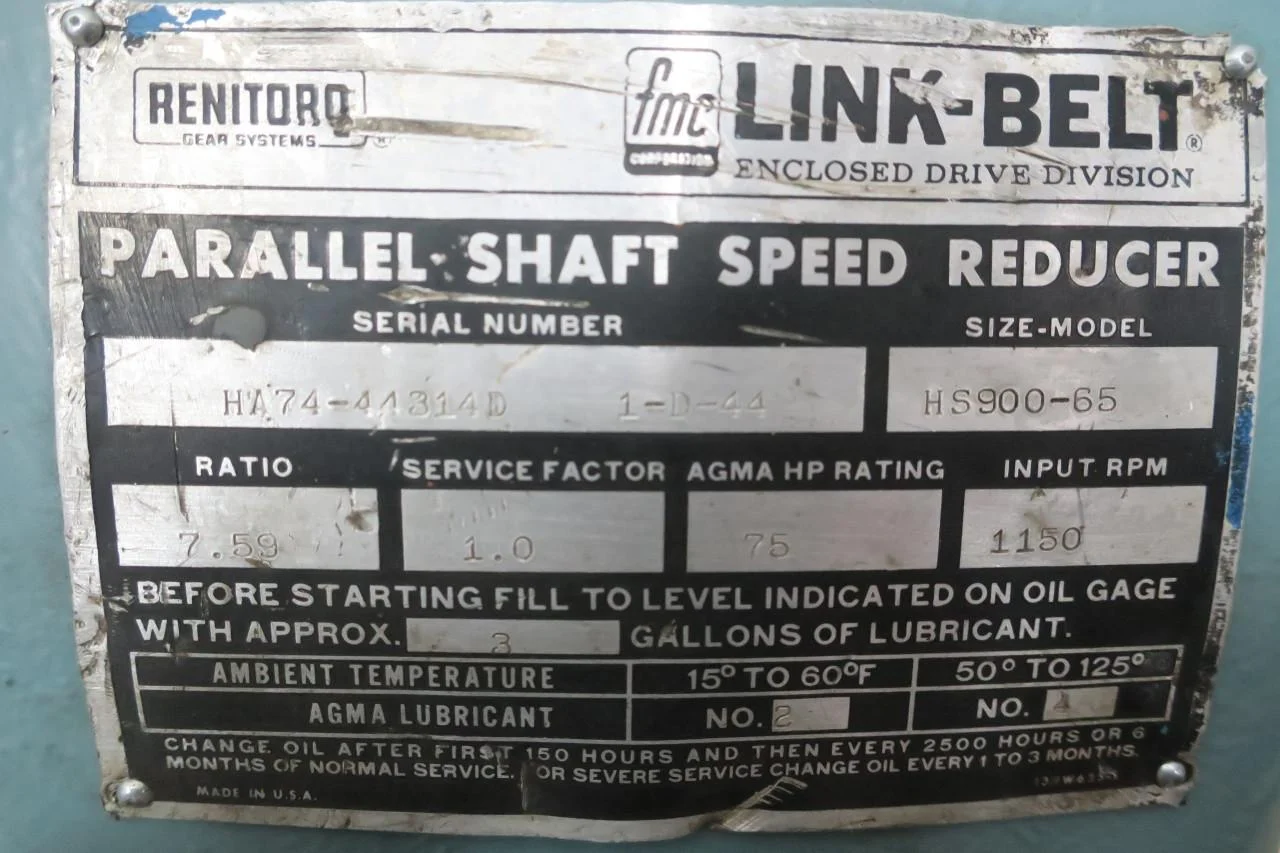 RENITORQ
GEAR SYSTEMS ®
fmc
CORPORATION
LINK-BELT®
ENCLOSED DRIVE DIVISION
PARALLEL SHAFT SPEED REDUCER
SERIAL NUMBER SIZE-MODEL
HA74-44314D 1-D-44 HS900-65
RATIO SERVICE FACTOR AGMA HP RATING INPUT RPM
7.59 1.0 75 1150
BEFORE STARTING FILL TO LEVEL INDICATED ON OIL GAGE
WITH APPROX. 3 GALLONS OF LUBRICANT.
AMBIENT TEMPERATURE 15° TO 60°F 50° TO 125°
AGMA LUBRICANT NO. 2 NO. 4
CHANGE OIL AFTER FIRST 150 HOURS AND THEN EVERY 2500 HOURS OR 6
MONTHS OF NORMAL SERVICE. OR SEVERE SERVICE CHANGE OIL EVERY 1 TO 3 MONTHS.
MADE IN U.S.A.